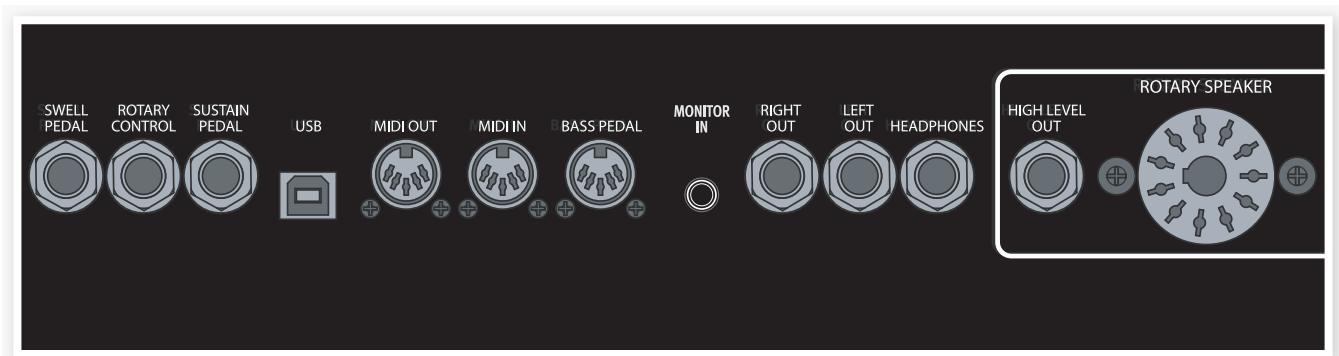 SWELL
PEDAL
ROTARY
CONTROL
SUSTAIN
PEDAL
USB
MIDI OUT
MIDI IN
BASS PEDAL
MONITOR
IN
RIGHT
OUT
LEFT
OUT
HEADPHONES
HIGH LEVEL
OUT
ROTARY SPEAKER